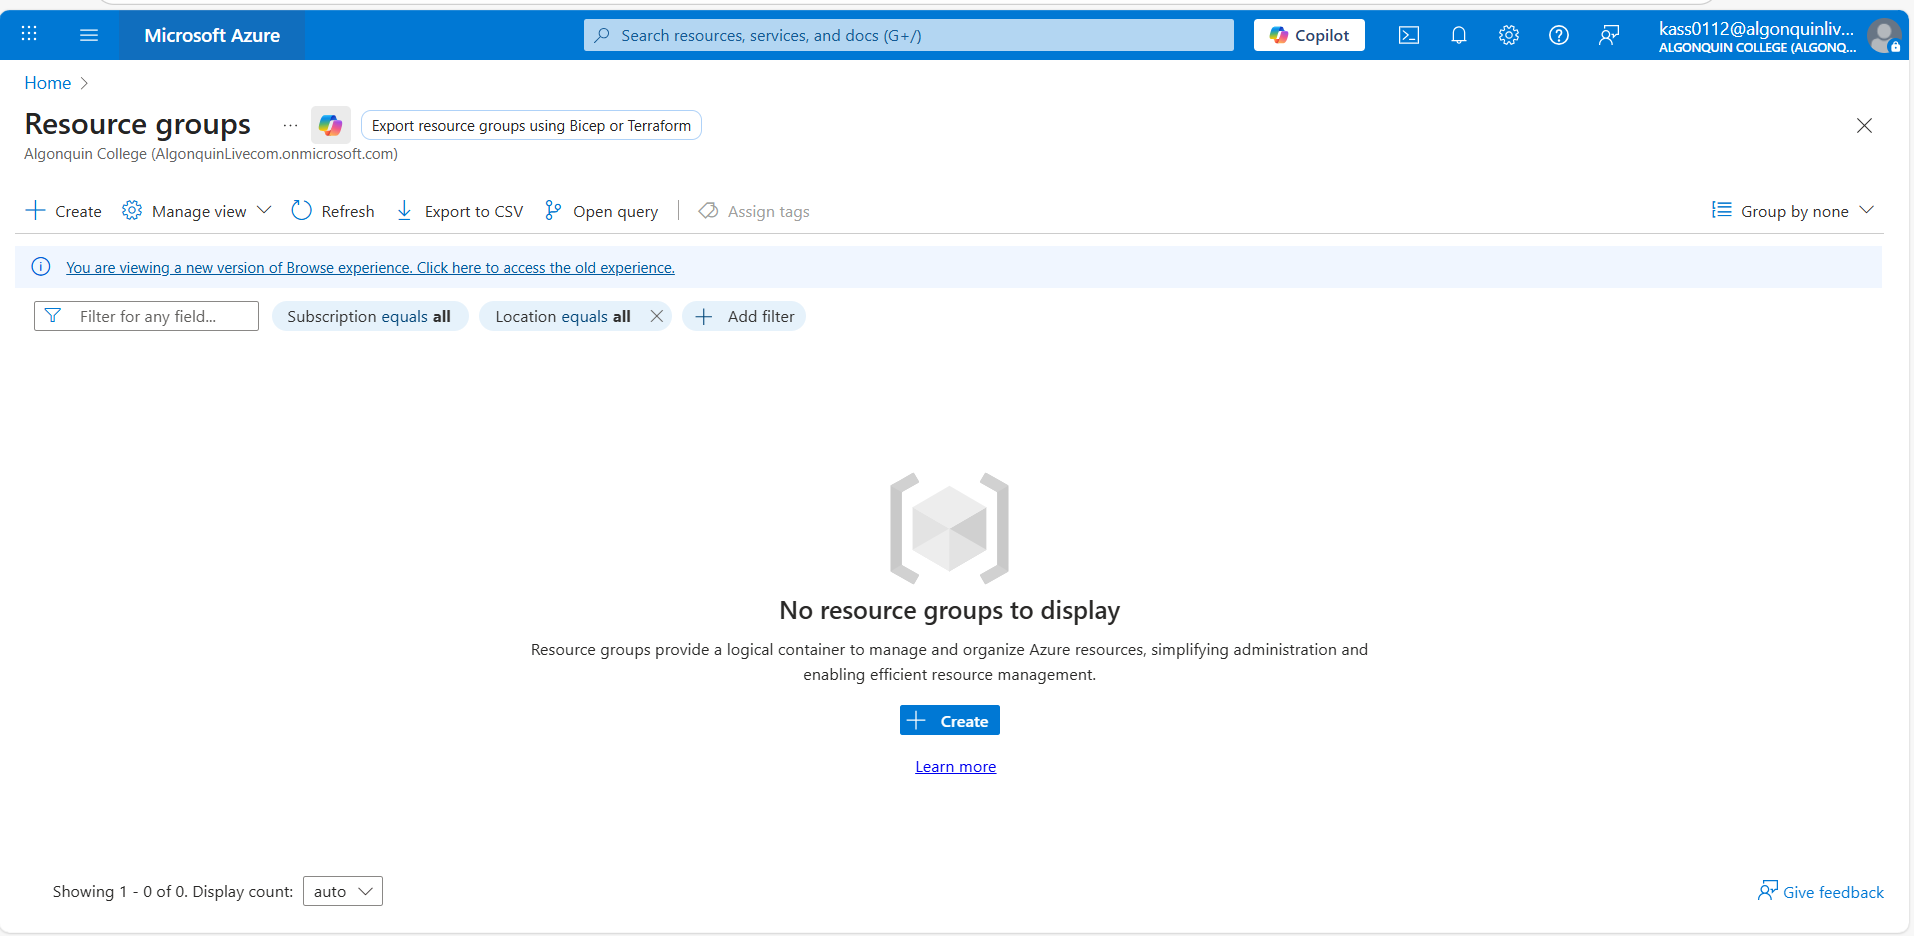 Microsoft Azure
Search resources, services, and docs (G+/)
Copilot
kass0112@algonquinliv...
ALGONQUIN COLLEGE (ALGONQ...
Home
Resource groups
...
Export resource groups using Bicep or Terraform
Algonquin College (AlgonquinLivecom.onmicrosoft.com)
Create
Manage view
Refresh
Export to CSV
Open query
Assign tags
Group by none
You are viewing a new version of Browse experience. Click here to access the old experience.
Filter for any field...
Subscription equals all
Location equals all
Add filter
No resource groups to display
Resource groups provide a logical container to manage and organize Azure resources, simplifying administration and
enabling efficient resource management.
Create
Learn more
Showing 1 - 0 of 0. Display count: auto
Give feedback